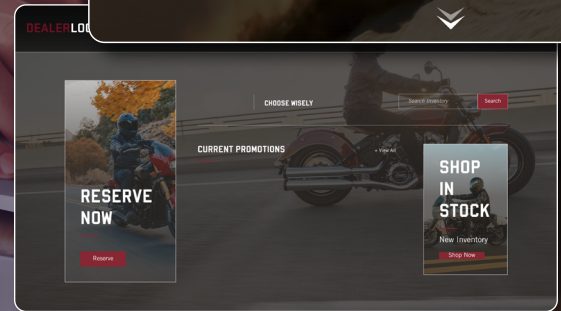 DEALERLO
CHOOSE WISELY
Search Inventory
Search
CURRENT PROMOTIONS
+ View All
RESERVE
NOW
Reserve
SHOP
IN
STOCK
New Inventory
Shop Now